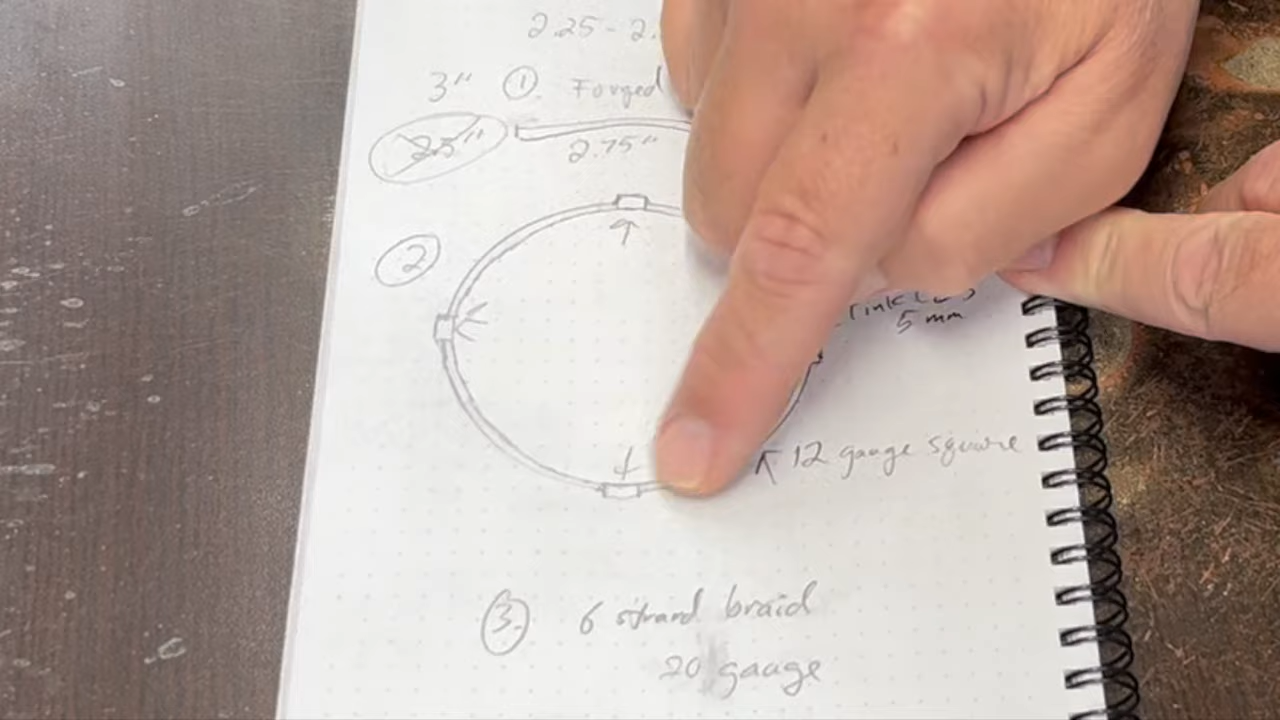 2.25 - 2.
3" ① Forged
2.5"
2.75"
②
5 mm
12 gauge square
③ 6 strand braid
20 gauge